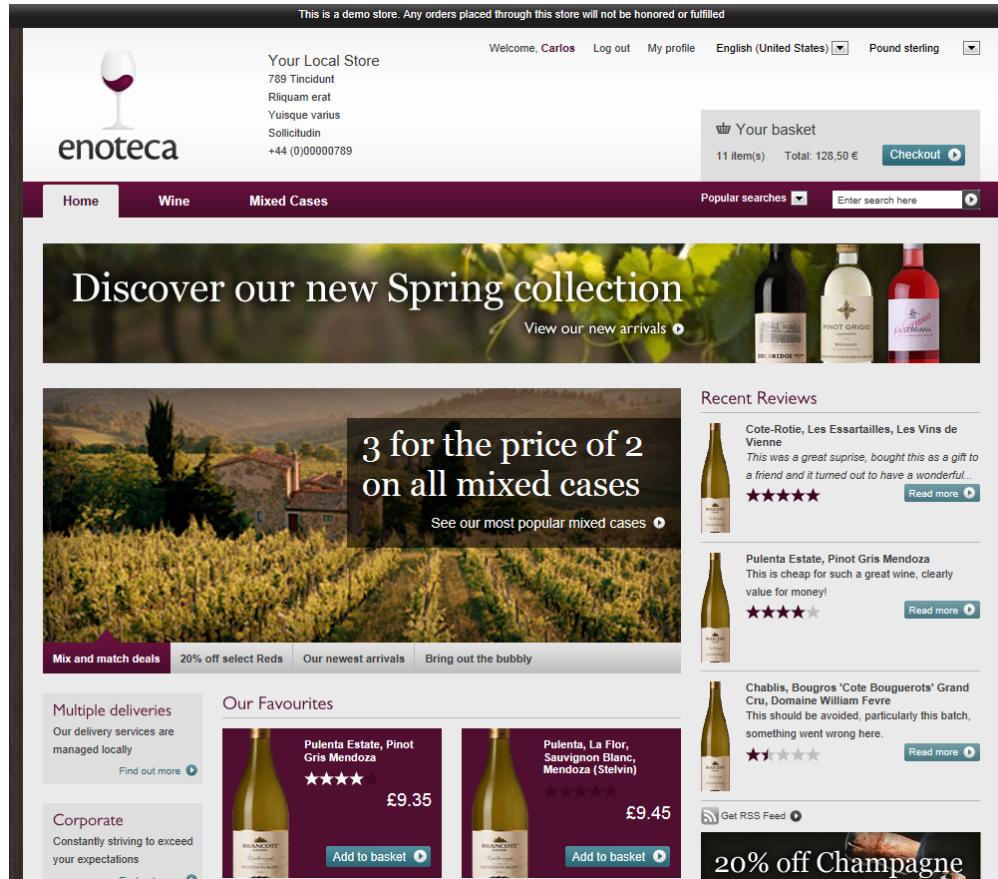 This is a demo store. Any orders placed through this store will not be honored or fulfilled
enoteca
Your Local Store
789 Tincidunt
Rliquam erat
Yuisque varius
Sollicitudin
+44 (0)00000789
Welcome, Carlos
Log out
My profile
English (United States)
Pound sterling
Your basket
11 item(s)
Total: 128,50 €
Checkout
Home
Wine
Mixed Cases
Popular searches
Enter search here
Discover our new Spring collection
View our new arrivals
COLDRIDGE
PINOT GRIGIO
LA SERRANA
3 for the price of 2
on all mixed cases
See our most popular mixed cases
Mix and match deals
20% off select Reds
Our newest arrivals
Bring out the bubbly
Recent Reviews
Cote-Rotie, Les Essartailles, Les Vins de
Vienne
This was a great suprise, bought this as a gift to
a friend and it turned out to have a wonderful...
Read more
Pulenta Estate, Pinot Gris Mendoza
This is cheap for such a great wine, clearly
value for money!
Read more
Chablis, Bougros 'Cote Bouguerots' Grand
Cru, Domaine William Fevre
This should be avoided, particularly this batch,
something went wrong here.
Read more
Get RSS Feed
20% off Champagne
Multiple deliveries
Our delivery services are
managed locally
Find out more
Corporate
Constantly striving to exceed
your expectations
Our Favourites
Pulenta Estate, Pinot
Gris Mendoza
£9.35
BRANCOTT
Add to basket
Pulenta, La Flor,
Sauvignon Blanc,
Mendoza (Stelvin)
£9.45
BRANCOTT
Add to basket